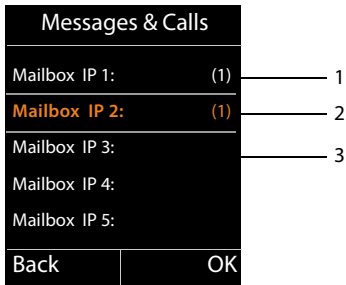 Messages & Calls
Mailbox IP 1: (1) 1
Mailbox IP 2: (1) 2
Mailbox IP 3: 3
Mailbox IP 4:
Mailbox IP 5:
Back OK